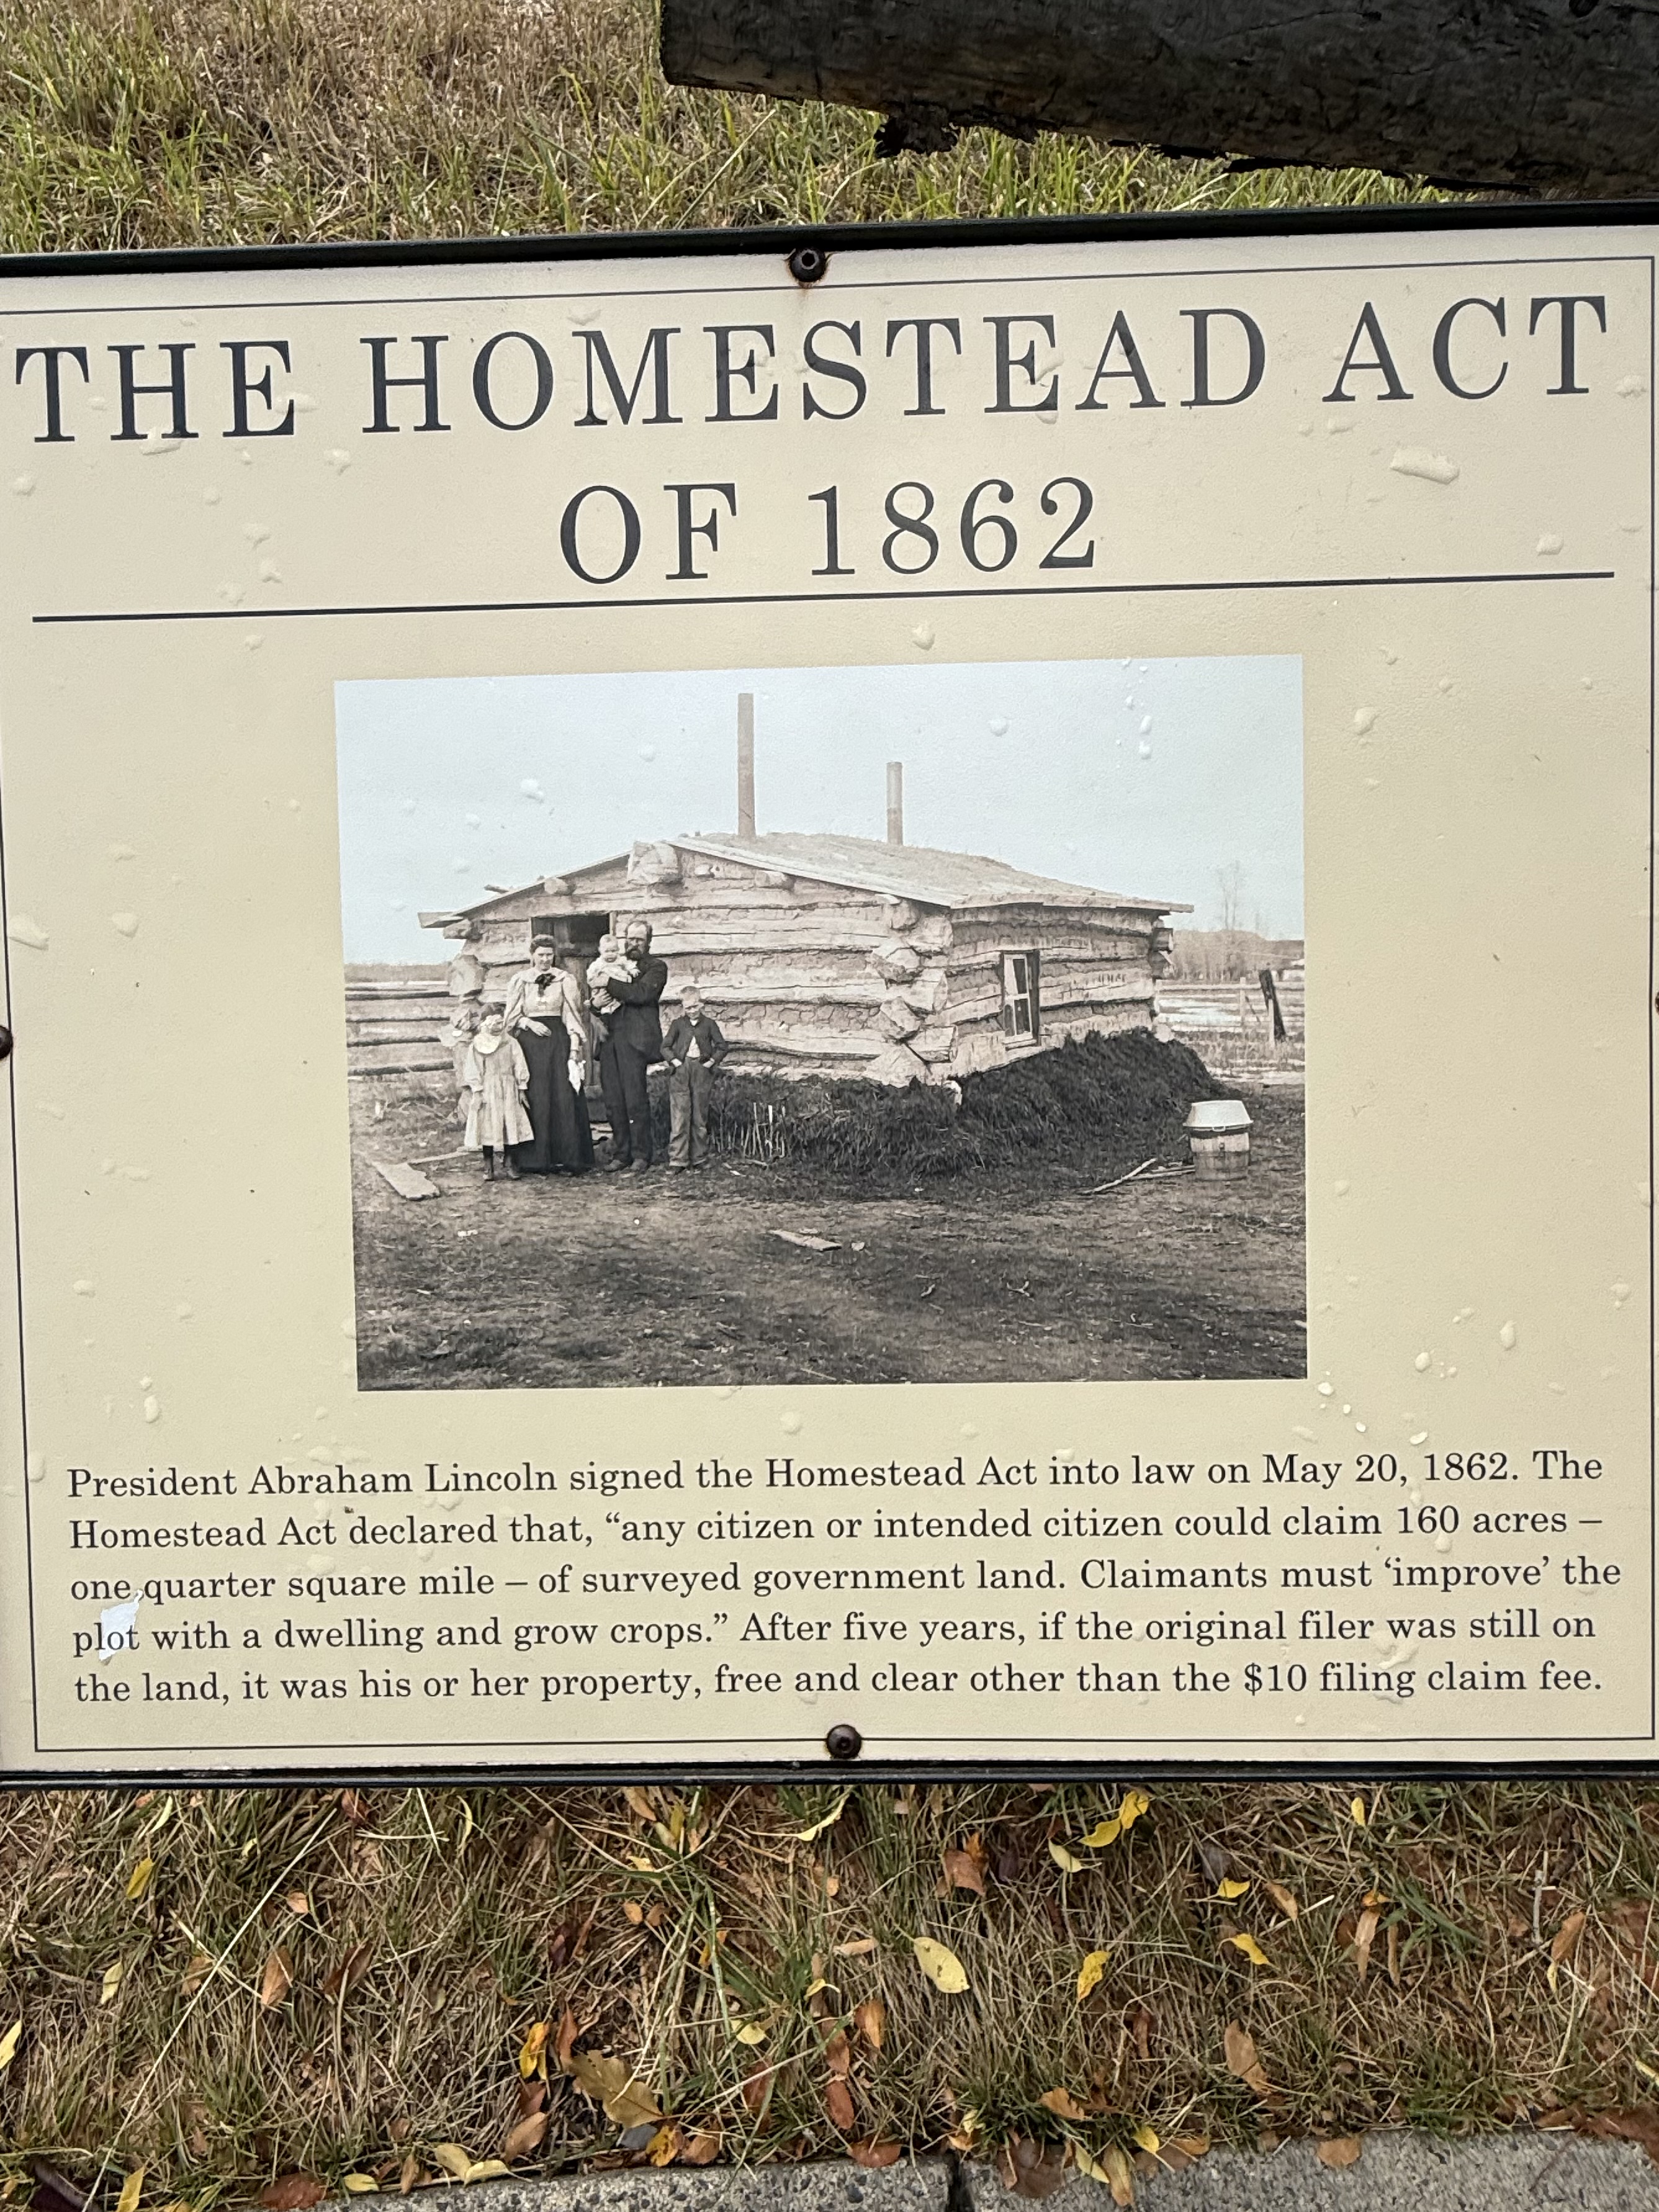 THE HOMESTEAD ACT
OF 1862
President Abraham Lincoln signed the Homestead Act into law on May 20, 1862. The
Homestead Act declared that, “any citizen or intended citizen could claim 160 acres –
one quarter square mile – of surveyed government land. Claimants must ‘improve’ the
plot with a dwelling and grow crops.” After five years, if the original filer was still on
the land, it was his or her property, free and clear other than the $10 filing claim fee.